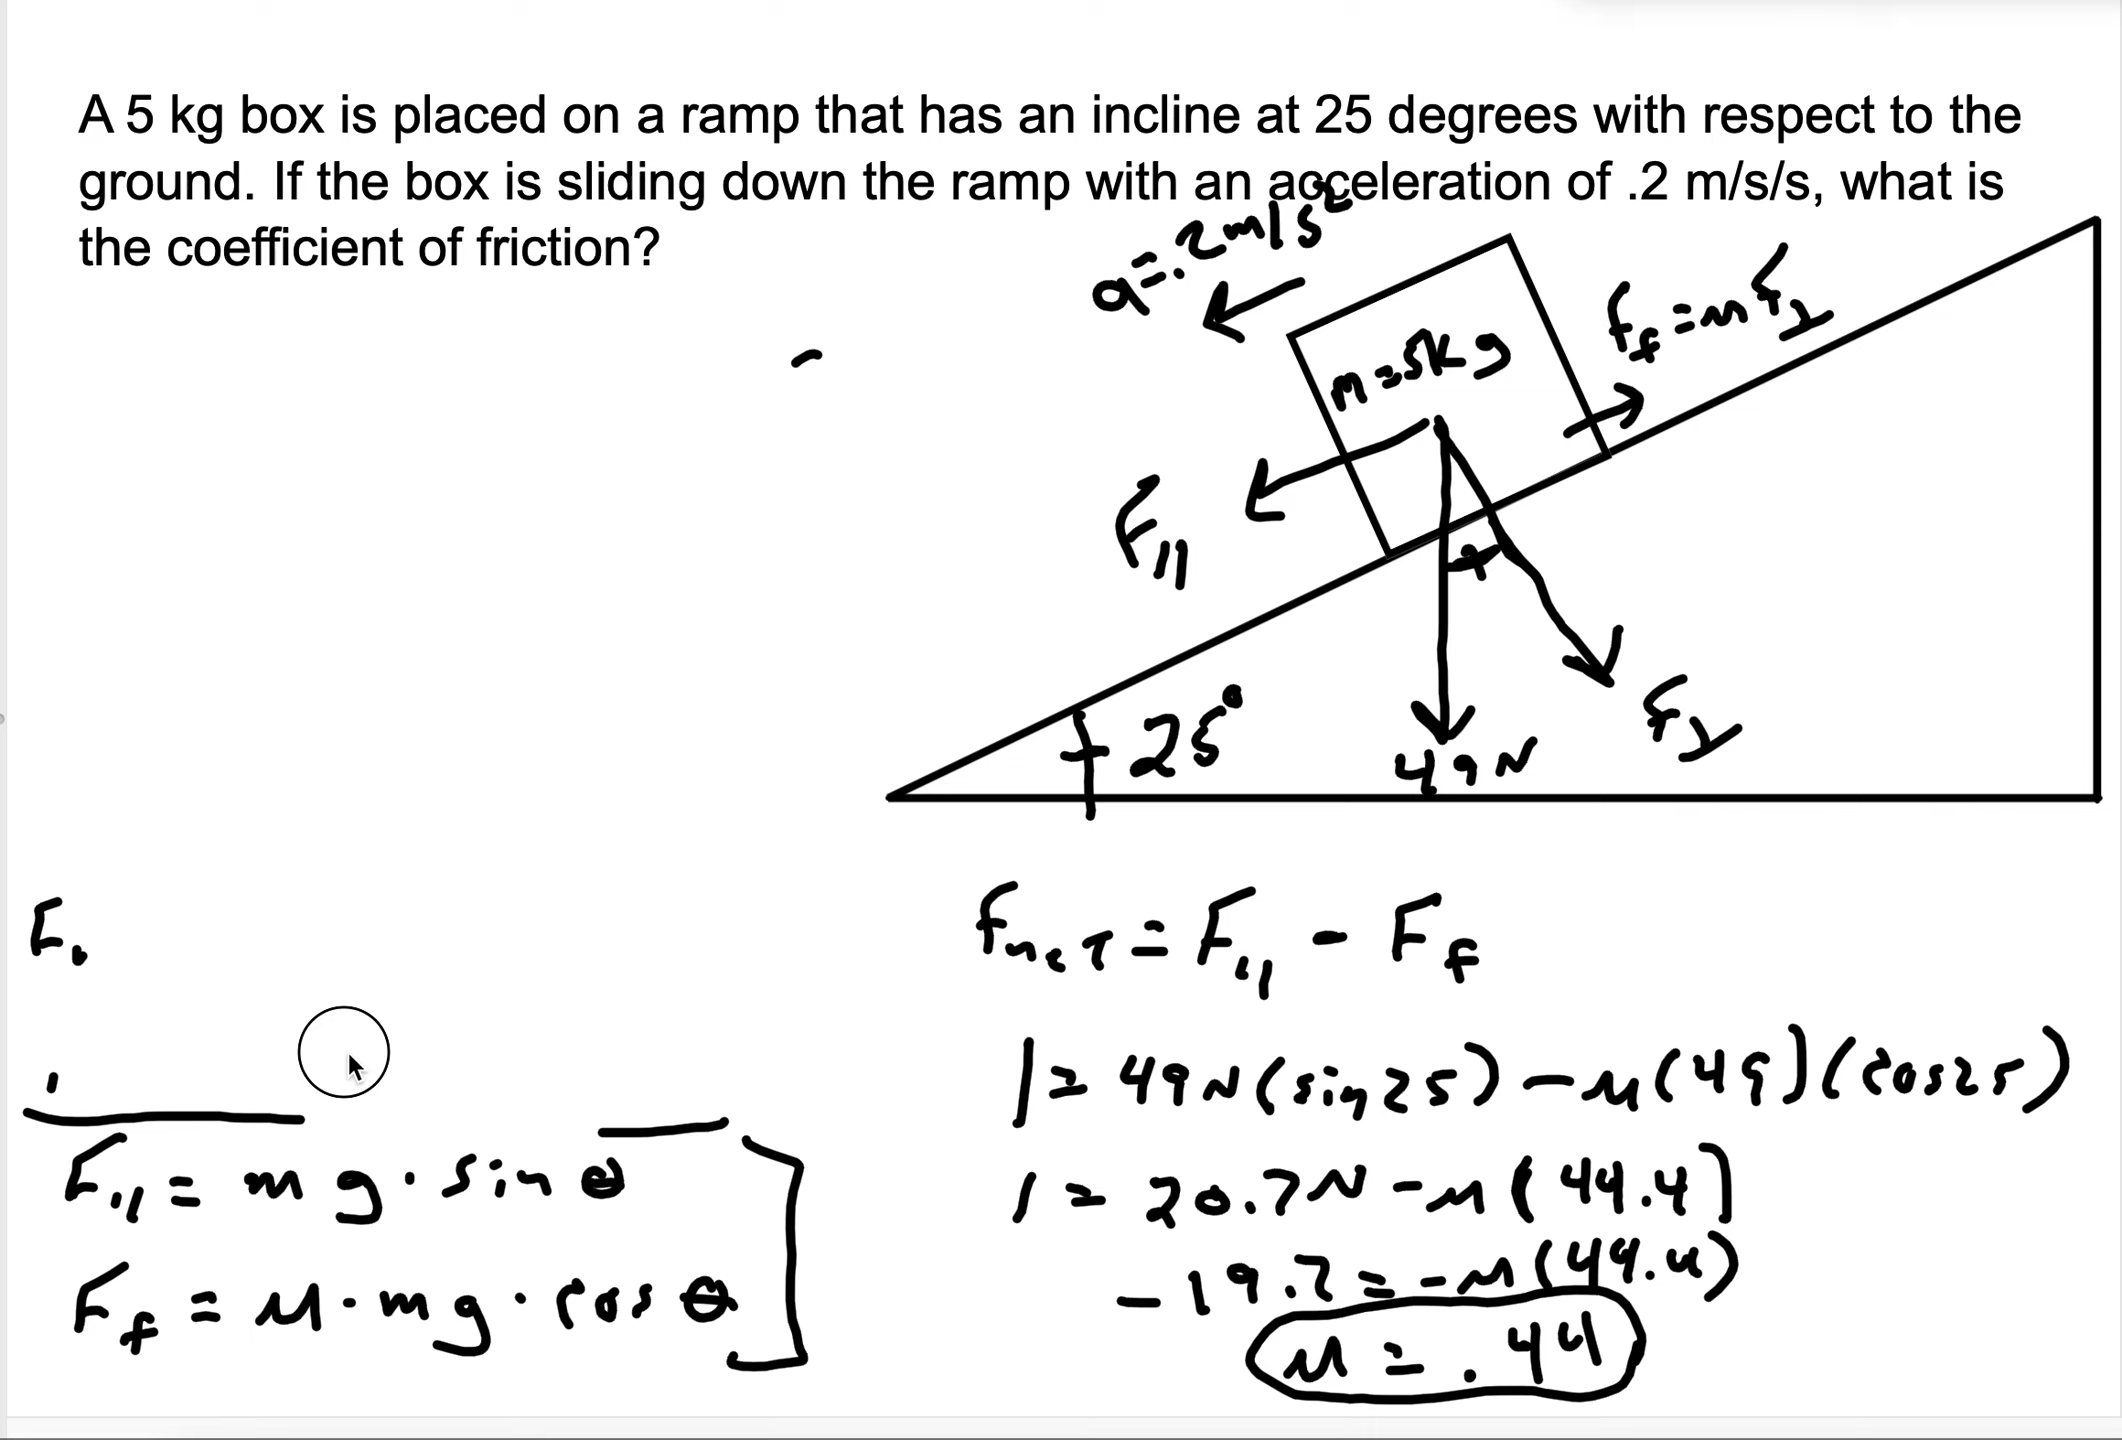 A 5 kg box is placed on a ramp that has an incline at 25 degrees with respect to the
ground. If the box is sliding down the ramp with an acceleration of .2 m/s/s, what is
the coefficient of friction?
a=.2m/s²
m=5kg
Ff=μF⊥
F||
25°
49N
F⊥
F
Fnet = F|| - Ff
1 = 49N(sin25) - μ(49)(cos25)
1 = 20.7N - μ(44.4)
-19.7 = -μ(44.4)
μ = .44
F|| = mg·sinθ
Ff = μ·mg·cosθ